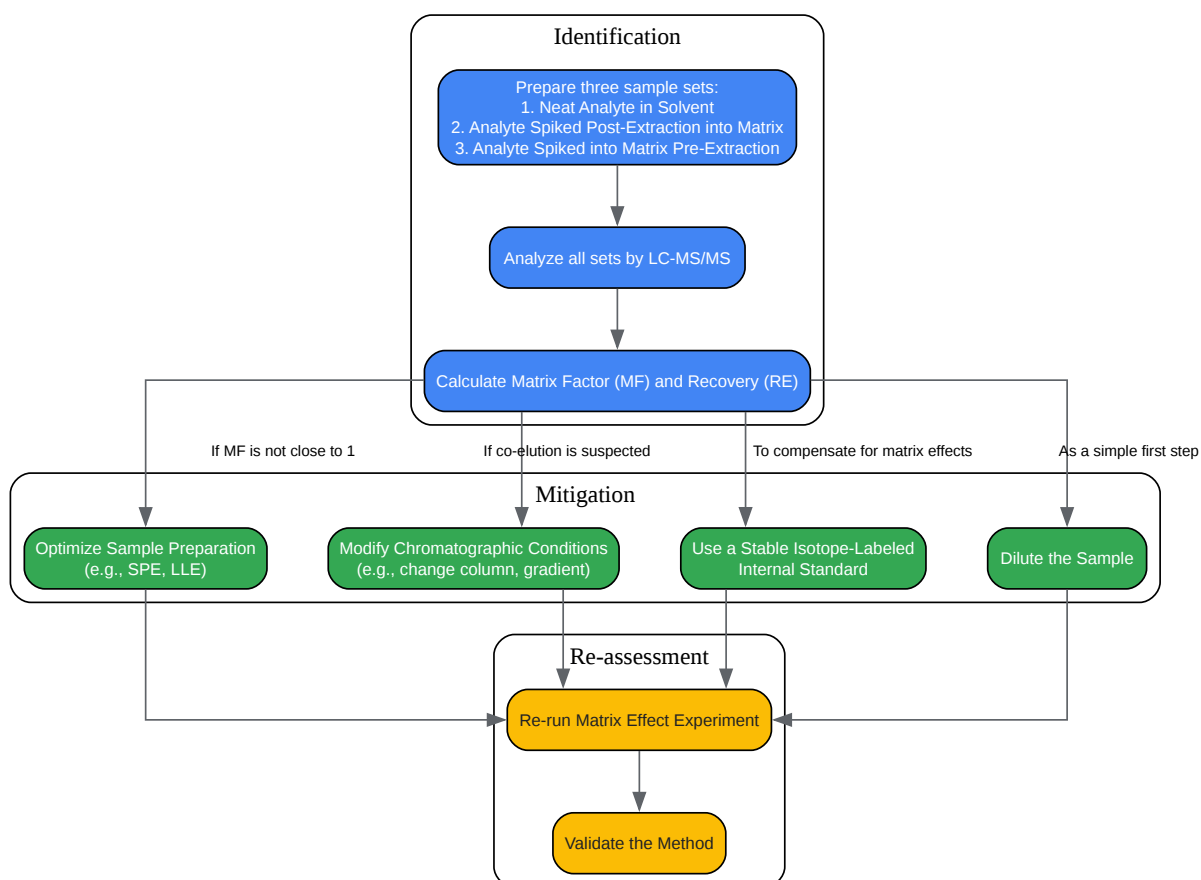 Identification
Prepare three sample sets:
1. Neat Analyte in Solvent
2. Analyte Spiked Post-Extraction into Matrix
3. Analyte Spiked into Matrix Pre-Extraction
Analyze all sets by LC-MS/MS
Calculate Matrix Factor (MF) and Recovery (RE)
If MF is not close to 1
If co-elution is suspected
To compensate for matrix effects
As a simple first step
Mitigation
Optimize Sample Preparation
(e.g., SPE, LLE)
Modify Chromatographic Conditions
(e.g., change column, gradient)
Use a Stable Isotope-Labeled
Internal Standard
Dilute the Sample
Re-assessment
Re-run Matrix Effect Experiment
Validate the Method